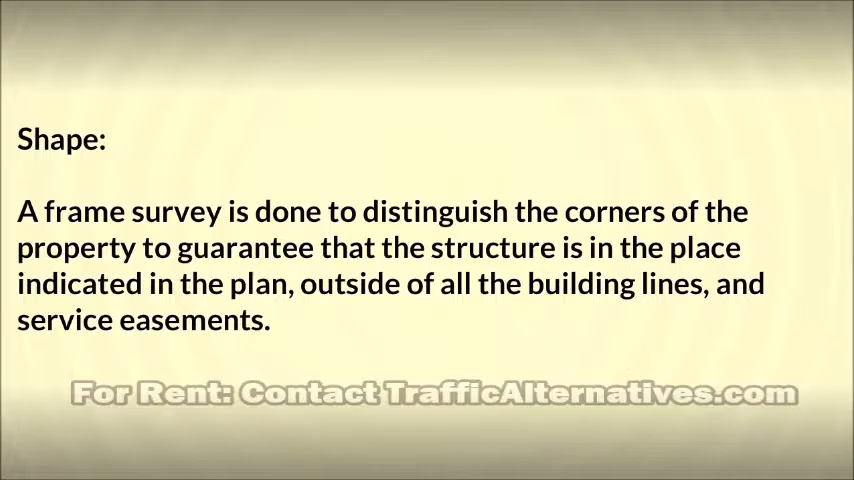 Shape:
A frame survey is done to distinguish the corners of the
property to guarantee that the structure is in the place
indicated in the plan, outside of all the building lines, and
service easements.
For Rent: Contact TrafficAlternatives.com